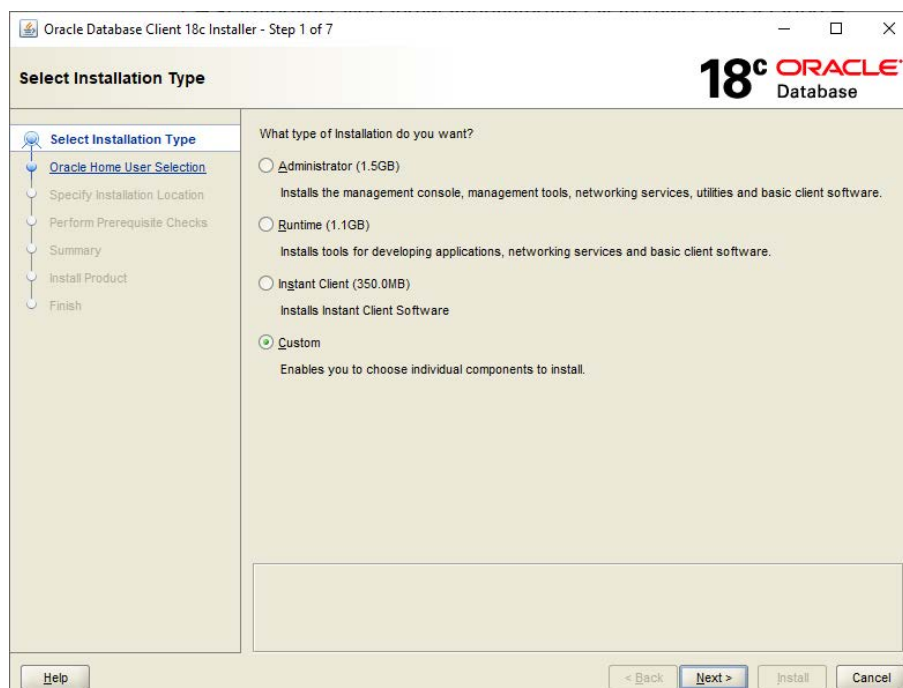 Oracle Database Client 18c Installer - Step 1 of 7
Select Installation Type
18c ORACLE
Database
Select Installation Type
Oracle Home User Selection
Specify Installation Location
Perform Prerequisite Checks
Summary
Install Product
Finish
What type of Installation do you want?
Administrator (1.5GB)
Installs the management console, management tools, networking services, utilities and basic client software.
Runtime (1.1GB)
Installs tools for developing applications, networking services and basic client software.
Instant Client (350.0MB)
Installs Instant Client Software
Custom
Enables you to choose individual components to install.
Help
< Back
Next >
Install
Cancel